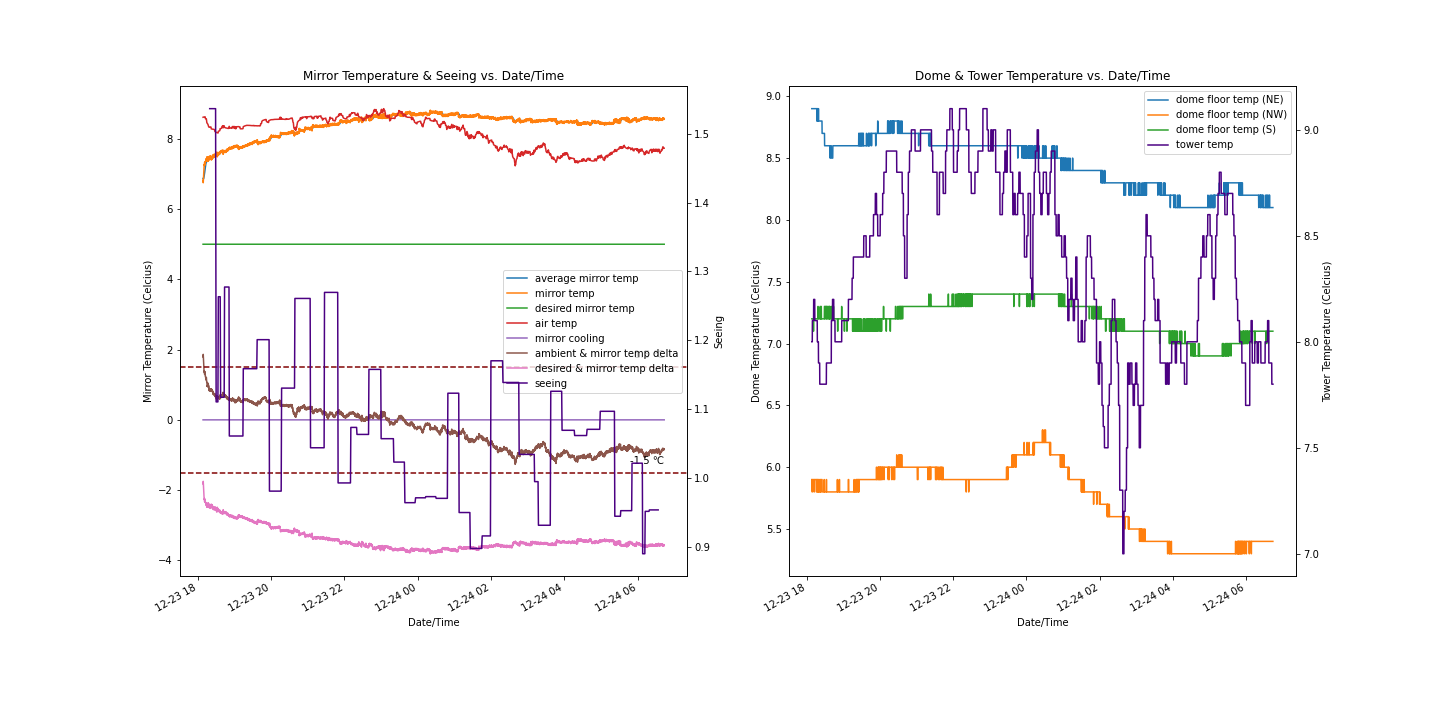 Mirror Temperature & Seeing vs. Date/Time
Mirror Temperature (Celcius)
8
6
4
2
0
−2
−4
1.5
1.4
1.3
1.2
1.1
1.0
0.9
Seeing
average mirror temp
mirror temp
desired mirror temp
air temp
mirror cooling
ambient & mirror temp delta
desired & mirror temp delta
seeing
-1.5 °C
12-23 18
12-23 20
12-23 22
12-24 00
12-24 02
12-24 04
12-24 06
Date/Time
Dome & Tower Temperature vs. Date/Time
Dome Temperature (Celcius)
9.0
8.5
8.0
7.5
7.0
6.5
6.0
5.5
9.0
8.5
8.0
7.5
7.0
Tower Temperature (Celcius)
dome floor temp (NE)
dome floor temp (NW)
dome floor temp (S)
tower temp
12-23 18
12-23 20
12-23 22
12-24 00
12-24 02
12-24 04
12-24 06
Date/Time